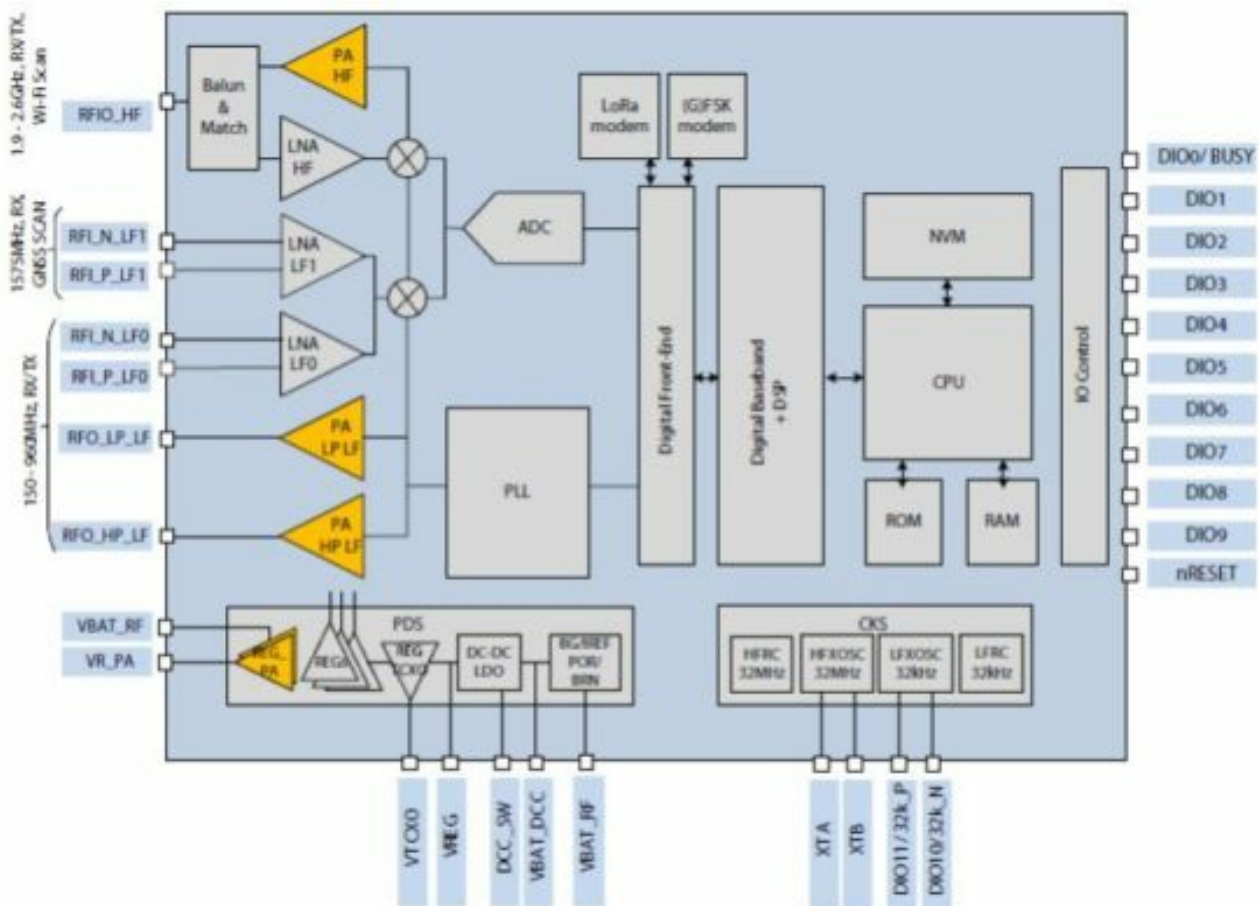 1.9 - 2.6GHz, RX/TX,
Wi-Fi Scan
RFIO_HF
Balun
&
Match
PA
HF
LNA
HF
1575MHz, RX,
GNSS SCAN
RFI_N_LF1
RFI_P_LF1
LNA
LF1
150 - 960MHz, RX/TX
RFI_N_LF0
RFI_P_LF0
LNA
LF0
RFO_LP_LF
PA
LP LF
RFO_HP_LF
PA
HP LF
ADC
PLL
LoRa
modem
(G)FSK
modem
Digital Front-End
Digital Baseband
+ DSP
NVM
CPU
ROM
RAM
IO Control
DIO0/ BUSY
DIO1
DIO2
DIO3
DIO4
DIO5
DIO6
DIO7
DIO8
DIO9
nRESET
VBAT_RF
VR_PA
PDS
REG_
PA
REGs
REG
TCXO
DC-DC
LDO
BG/IREF
POR/
BRN
CKS
HFRC
32MHz
HFXOSC
32MHz
LFXOSC
32kHz
LFRC
32kHz
VTCXO
VREG
DCC_SW
VBAT_DCC
VBAT_RF
XTA
XTB
DIO11/ 32k_P
DIO10/32k_N